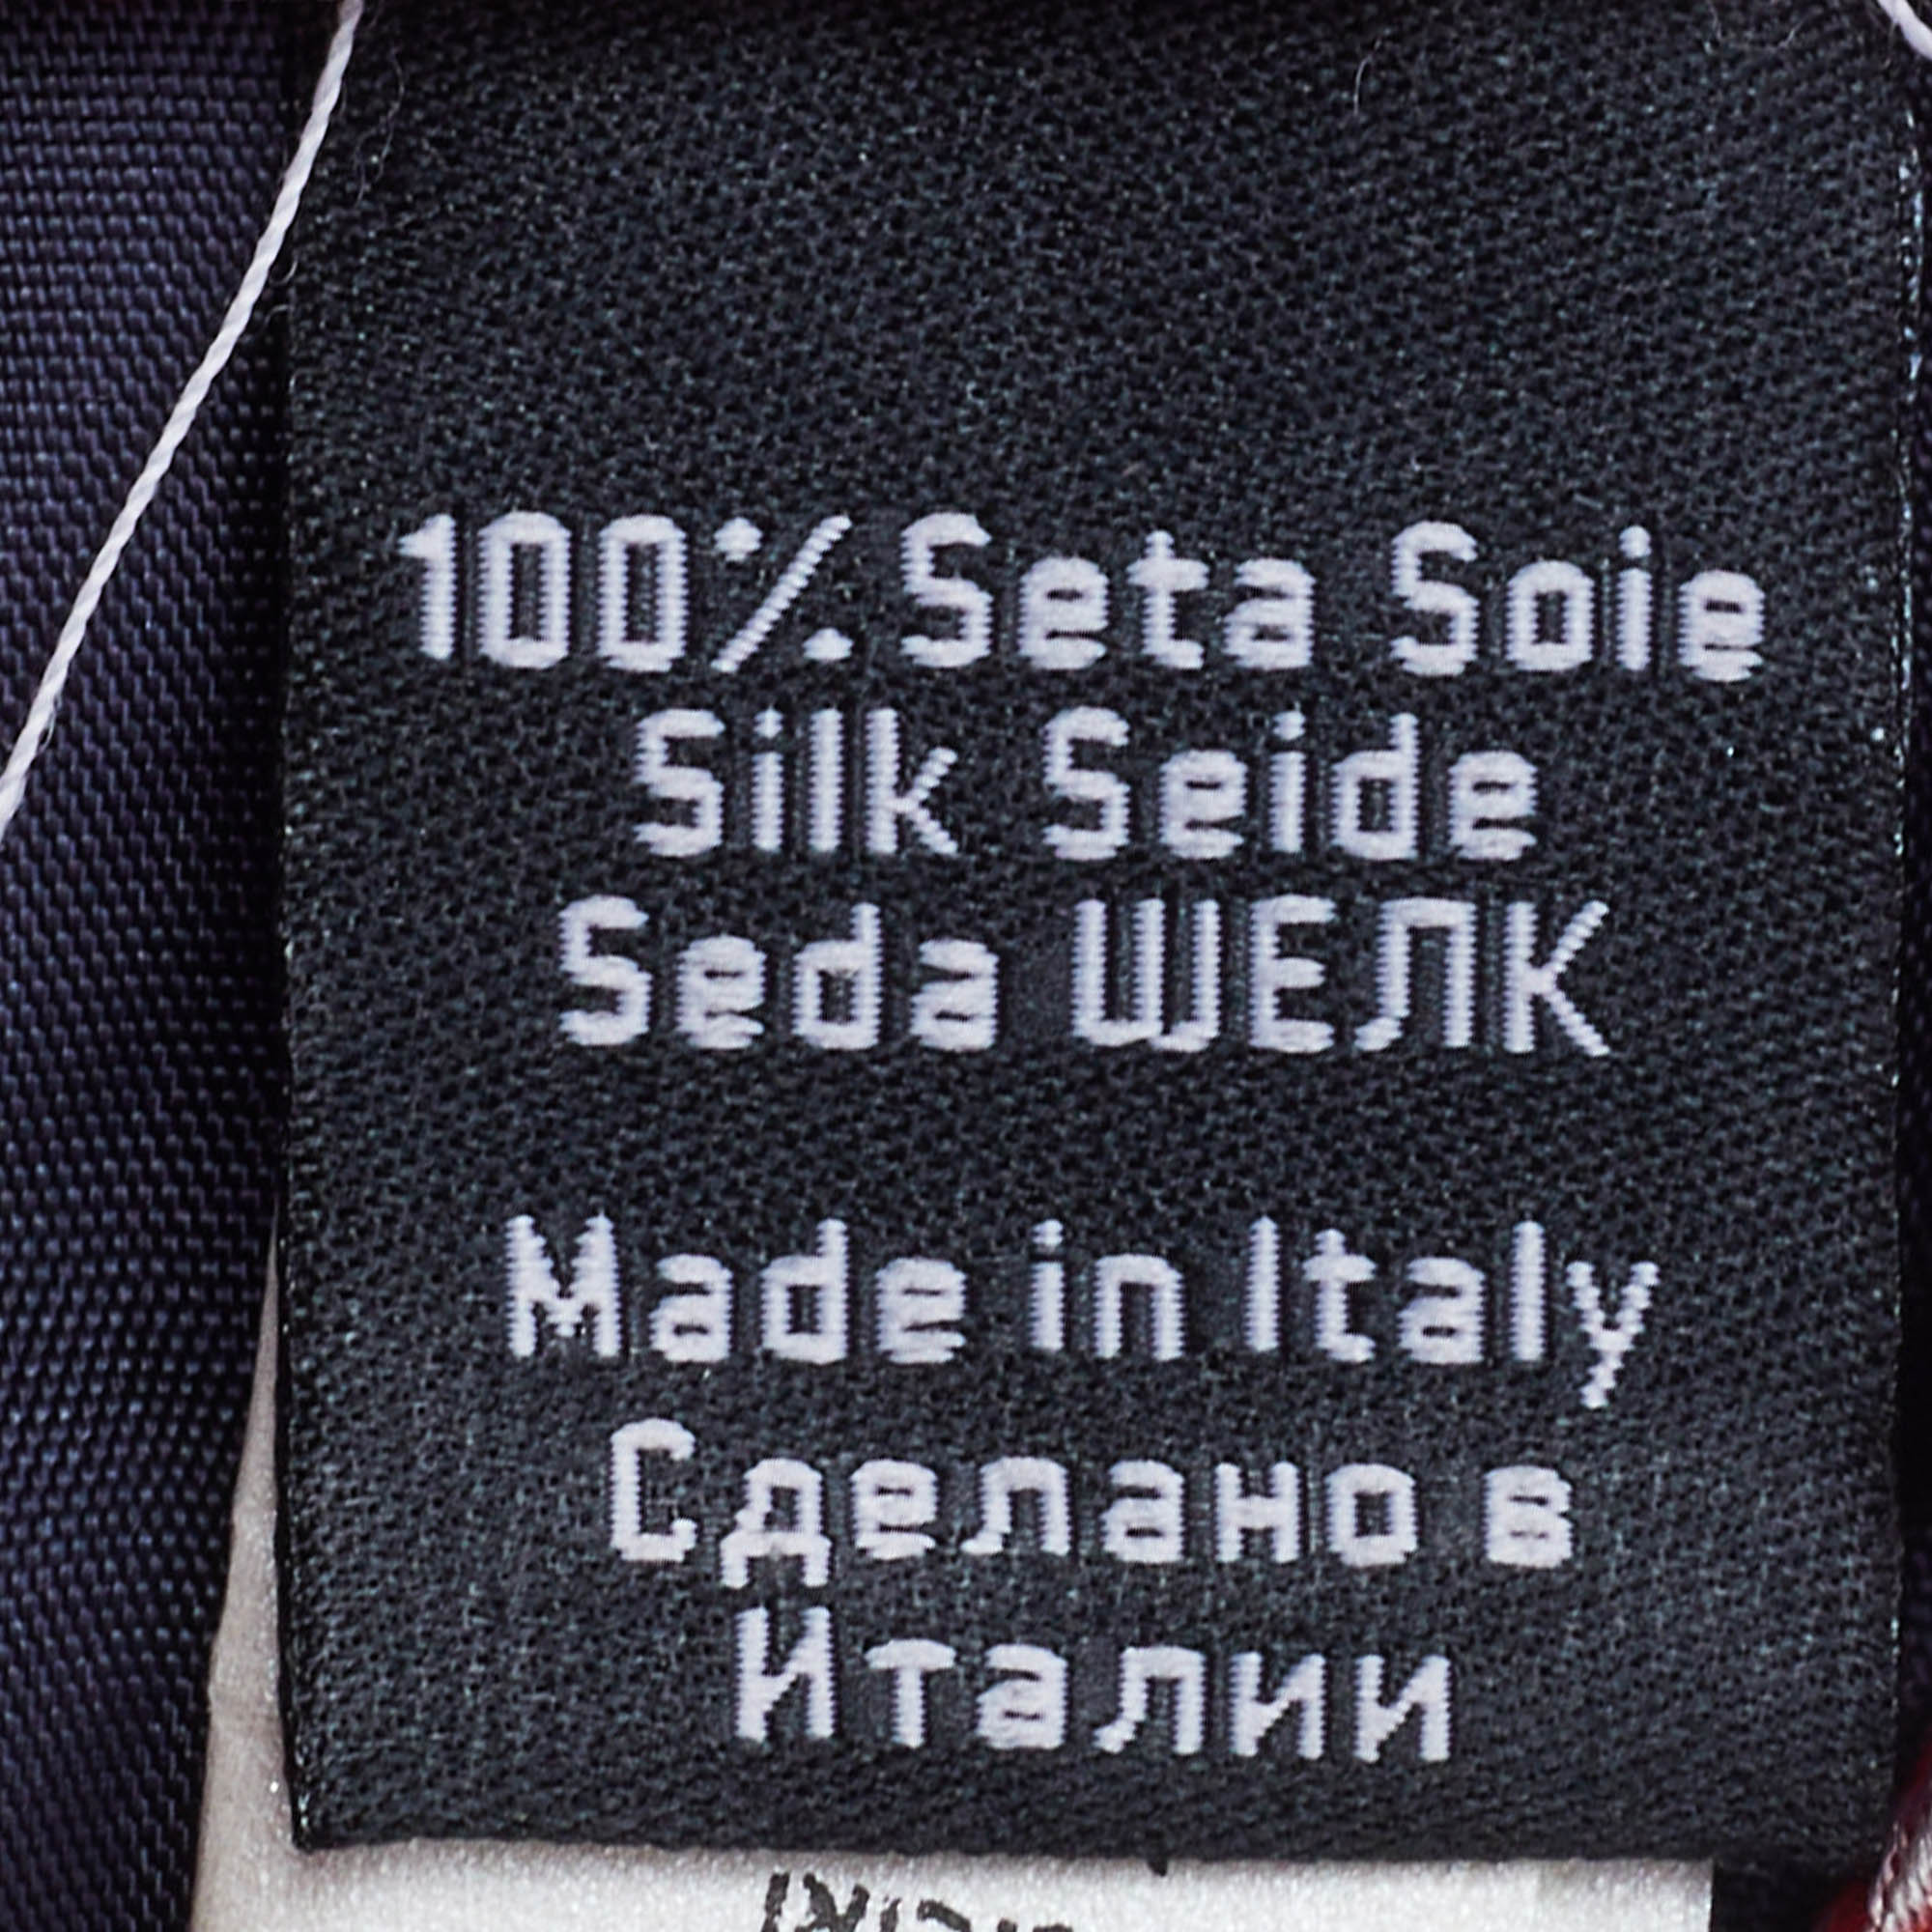 100% Seta Soie
Silk Seide
Seda ШЕЛК
Made in Italy
Сделано в
Италии